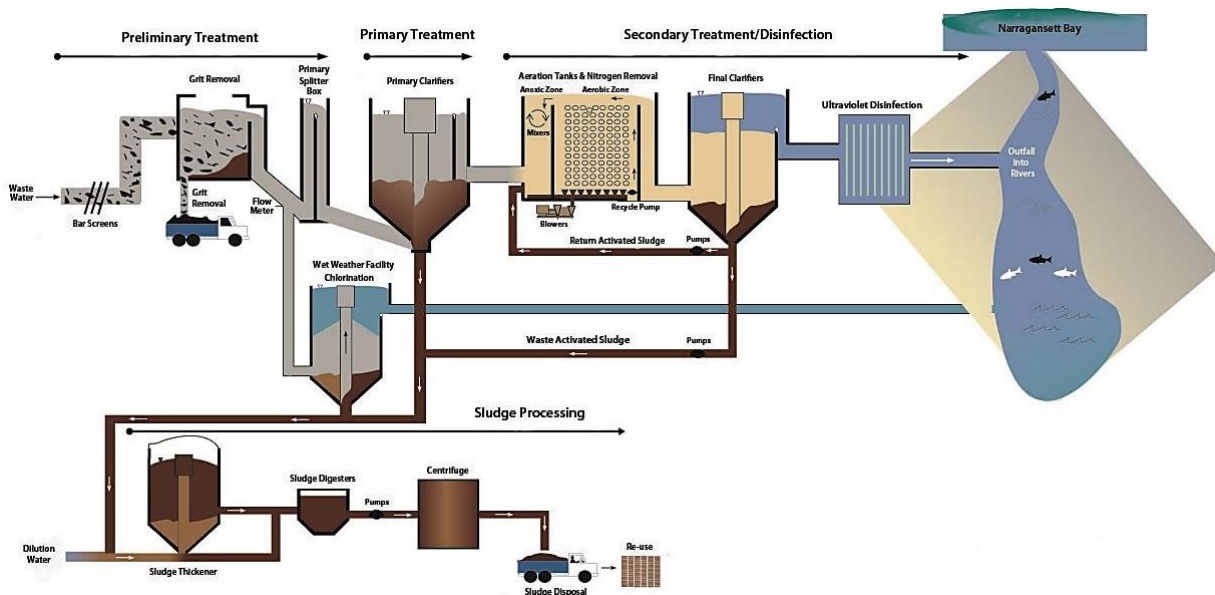 Preliminary Treatment
Primary Treatment
Secondary Treatment/Disinfection
Narragansett Bay
Grit Removal
Primary
Splitter
Box
Primary Clarifiers
Aeration Tanks & Nitrogen Removal
Anoxic Zone
Aerobic Zone
Final Clarifiers
Ultraviolet Disinfection
Mixers
Outfall
Into
Rivers
Waste
Water
Bar Screens
Grit
Removal
Flow
Meter
Blowers
Recycle Pump
Return Activated Sludge
Pumps
Wet Weather Facility
Chlorination
Waste Activated Sludge
Pumps
Sludge Processing
Sludge Digesters
Centrifuge
Pumps
Dilution
Water
Sludge Thickener
Re-use
Sludge Disposal